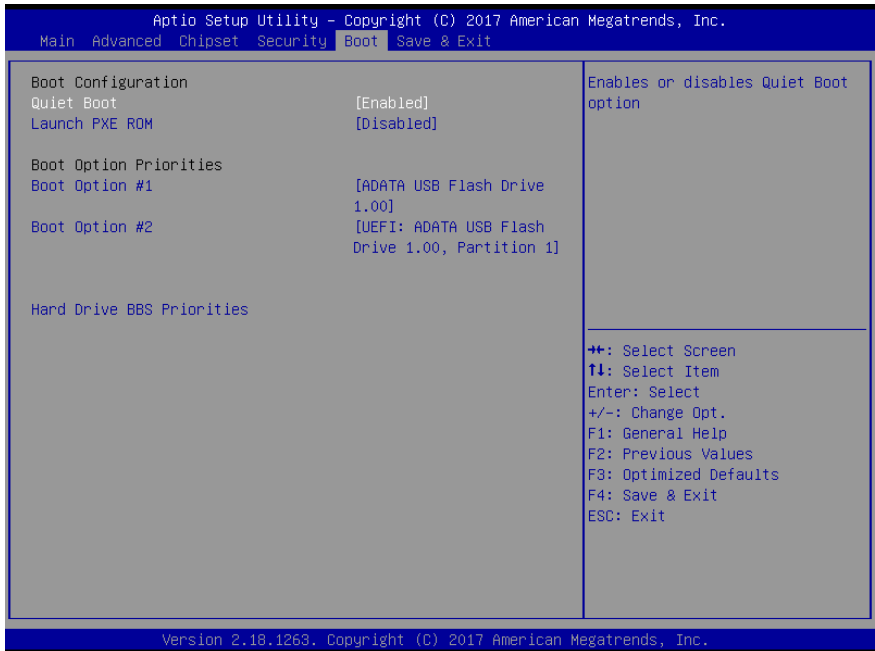 Aptio Setup Utility – Copyright (C) 2017 American Megatrends, Inc.
Main Advanced Chipset Security Boot Save & Exit
Boot Configuration
Quiet Boot [Enabled]
Launch PXE ROM [Disabled]
Boot Option Priorities
Boot Option #1 [ADATA USB Flash Drive
1.00]
Boot Option #2 [UEFI: ADATA USB Flash
Drive 1.00, Partition 1]
Hard Drive BBS Priorities
Enables or disables Quiet Boot
option
→←: Select Screen
↑↓: Select Item
Enter: Select
+/-: Change Opt.
F1: General Help
F2: Previous Values
F3: Optimized Defaults
F4: Save & Exit
ESC: Exit
Version 2.18.1263. Copyright (C) 2017 American Megatrends, Inc.